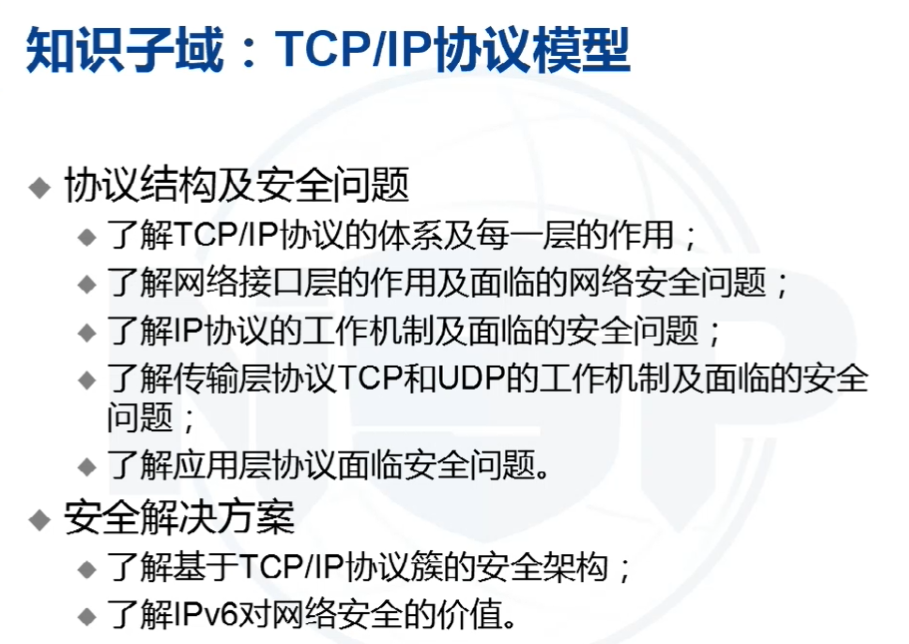 知识子域：TCP/IP协议模型
协议结构及安全问题
了解TCP/IP协议的体系及每一层的作用；
了解网络接口层的作用及面临的网络安全问题；
了解IP协议的工作机制及面临的安全问题；
了解传输层协议TCP和UDP的工作机制及面临的安全
问题；
了解应用层协议面临安全问题。
安全解决方案
了解基于TCP/IP协议簇的安全架构；
了解IPv6对网络安全的价值。